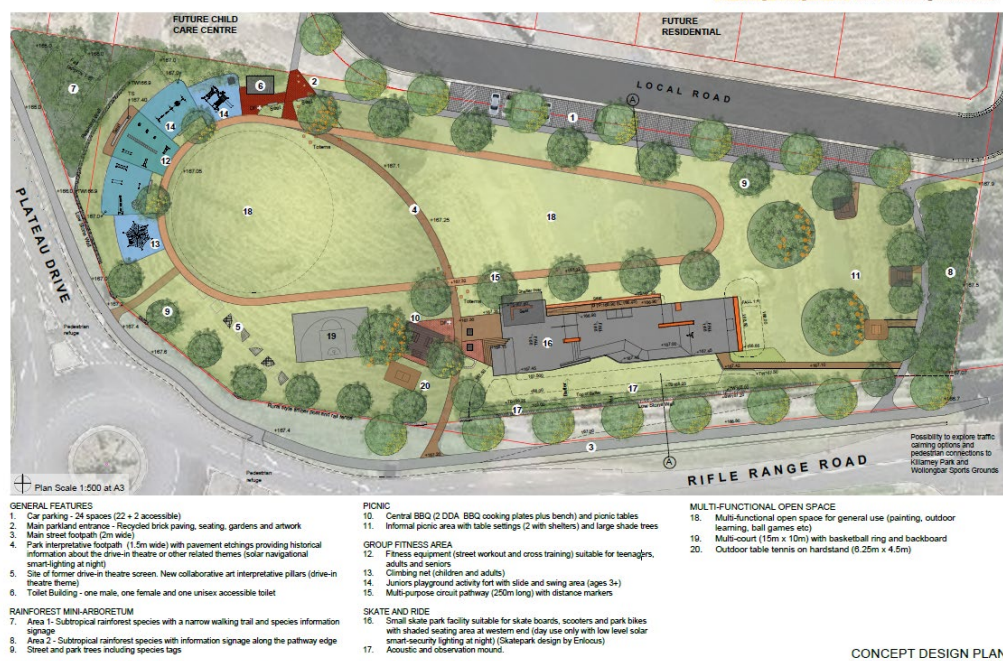 FUTURE CHILD
CARE CENTRE
FUTURE
RESIDENTIAL
LOCAL ROAD
PLATEAU DRIVE
RIFLE RANGE ROAD
Totems
Totems
Pedestrian
refuge
Pedestrian
refuge
Possibility to explore traffic
calming options and
pedestrian connections to
Killarney Park and
Wollongbar Sports Grounds
Plan Scale 1:500 at A3
GENERAL FEATURES
1. Car parking - 24 spaces (22 + 2 accessible)
2. Main parkland entrance - Recycled brick paving, seating, gardens and artwork
3. Main street footpath (2m wide)
4. Park interpretive footpath (1.5m wide) with pavement etchings providing historical
information about the drive-in theatre or other related themes (solar navigational
smart-lighting at night)
5. Site of former drive-in theatre screen. New collaborative art interpretive pillars (drive-in
theatre theme)
6. Toilet Building - one male, one female and one unisex accessible toilet
RAINFOREST MINI-ARBORETUM
7. Area 1- Subtropical rainforest species with a narrow walking trail and species information
signage
8. Area 2 - Subtropical rainforest species with information signage along the pathway edge
9. Street and park trees including species tags
PICNIC
10. Central BBQ (2 DDA BBQ cooking plates plus bench) and picnic tables
11. Informal picnic area with table settings (2 with shelters) and large shade trees
GROUP FITNESS AREA
12. Fitness equipment (street workout and cross training) suitable for teenagers,
adults and seniors
13. Climbing net (children and adults)
14. Juniors playground activity fort with slide and swing area (ages 3+)
15. Multi-purpose circuit pathway (250m long) with distance markers
SKATE AND RIDE
16. Small skate park facility suitable for skate boards, scooters and park bikes
with shaded seating area at western end (day use only with low level solar
smart-security lighting at night) (Skatepark design by Enlocus)
17. Acoustic and observation mound.
MULTI-FUNCTIONAL OPEN SPACE
18. Multi-functional open space for general use (painting, outdoor
learning, ball games etc)
19. Multi-court (15m x 10m) with basketball ring and backboard
20. Outdoor table tennis on hardstand (6.25m x 4.5m)
CONCEPT DESIGN PLAN